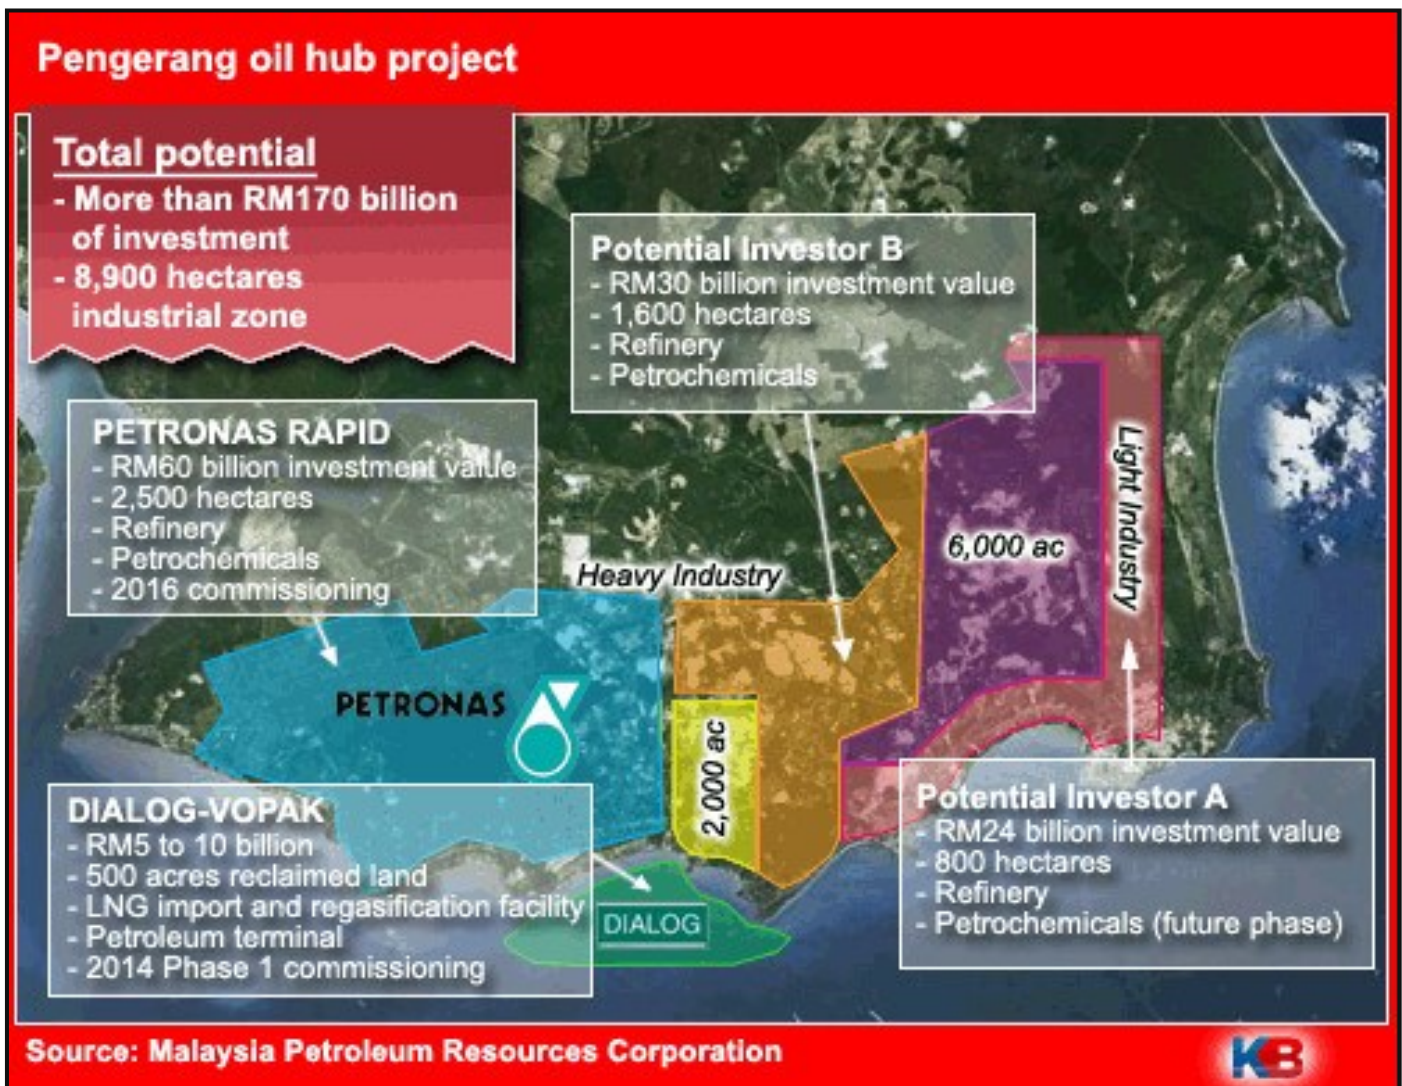 Pengerang oil hub project
Total potential
- More than RM170 billion
of investment
- 8,900 hectares
industrial zone
Potential Investor B
- RM30 billion investment value
- 1,600 hectares
- Refinery
- Petrochemicals
PETRONAS RAPID
- RM60 billion investment value
- 2,500 hectares
- Refinery
- Petrochemicals
- 2016 commissioning
Heavy Industry
6,000 ac
Light Industry
PETRONAS
2,000 ac
DIALOG-VOPAK
- RM5 to 10 billion
- 500 acres reclaimed land
- LNG import and regasification facility
- Petroleum terminal
- 2014 Phase 1 commissioning
DIALOG
Potential Investor A
- RM24 billion investment value
- 800 hectares
- Refinery
- Petrochemicals (future phase)
Source: Malaysia Petroleum Resources Corporation
KB